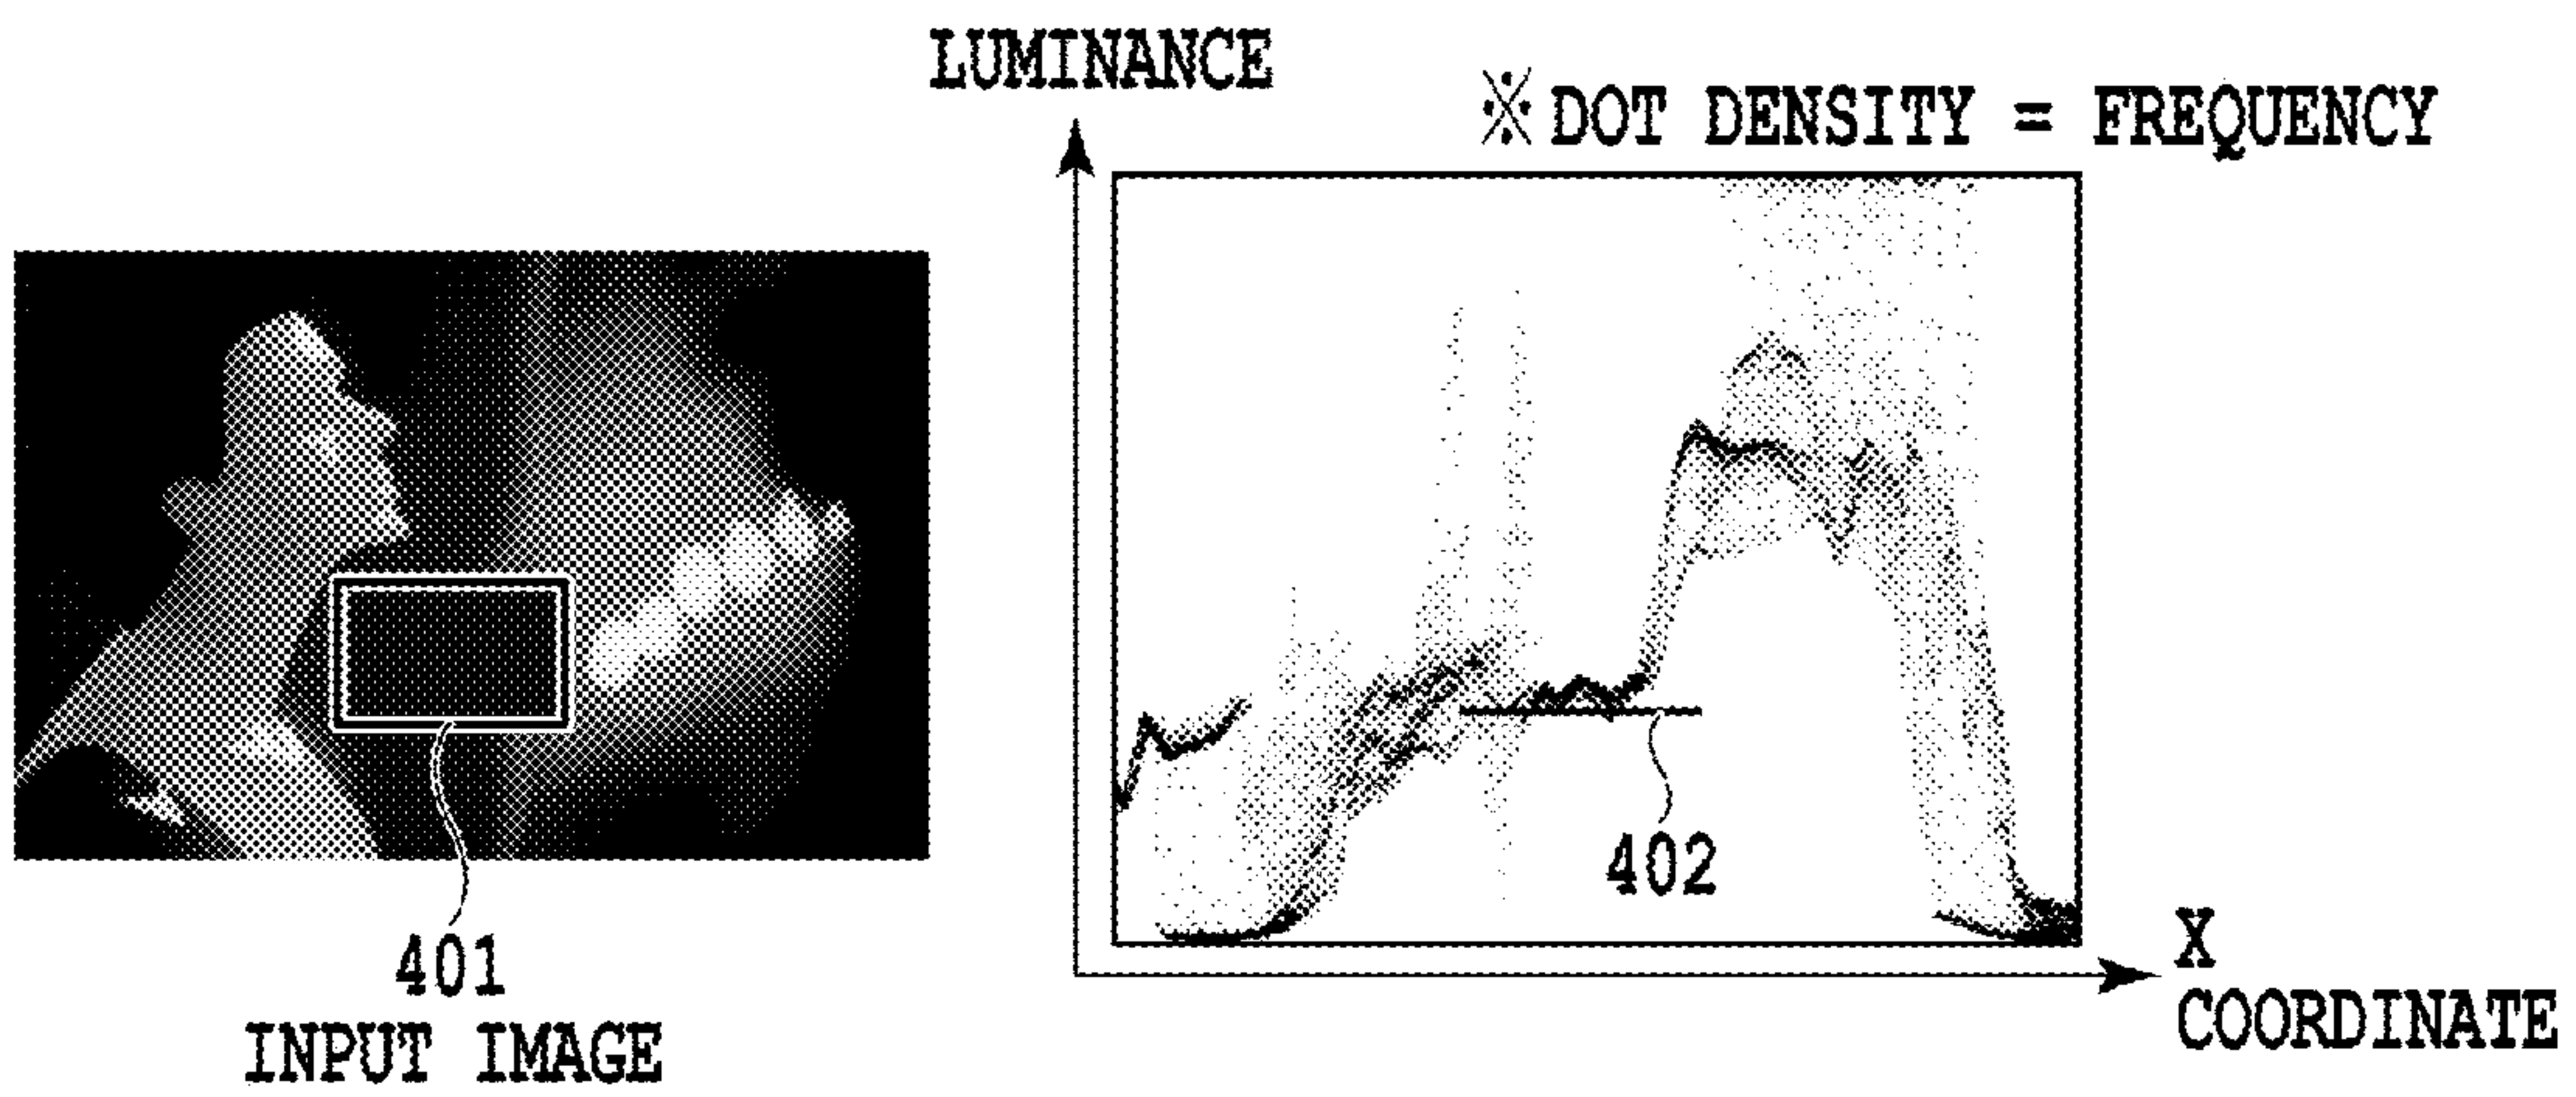 LUMINANCE
※DOT DENSITY = FREQUENCY
401
INPUT IMAGE
402
X
COORDINATE